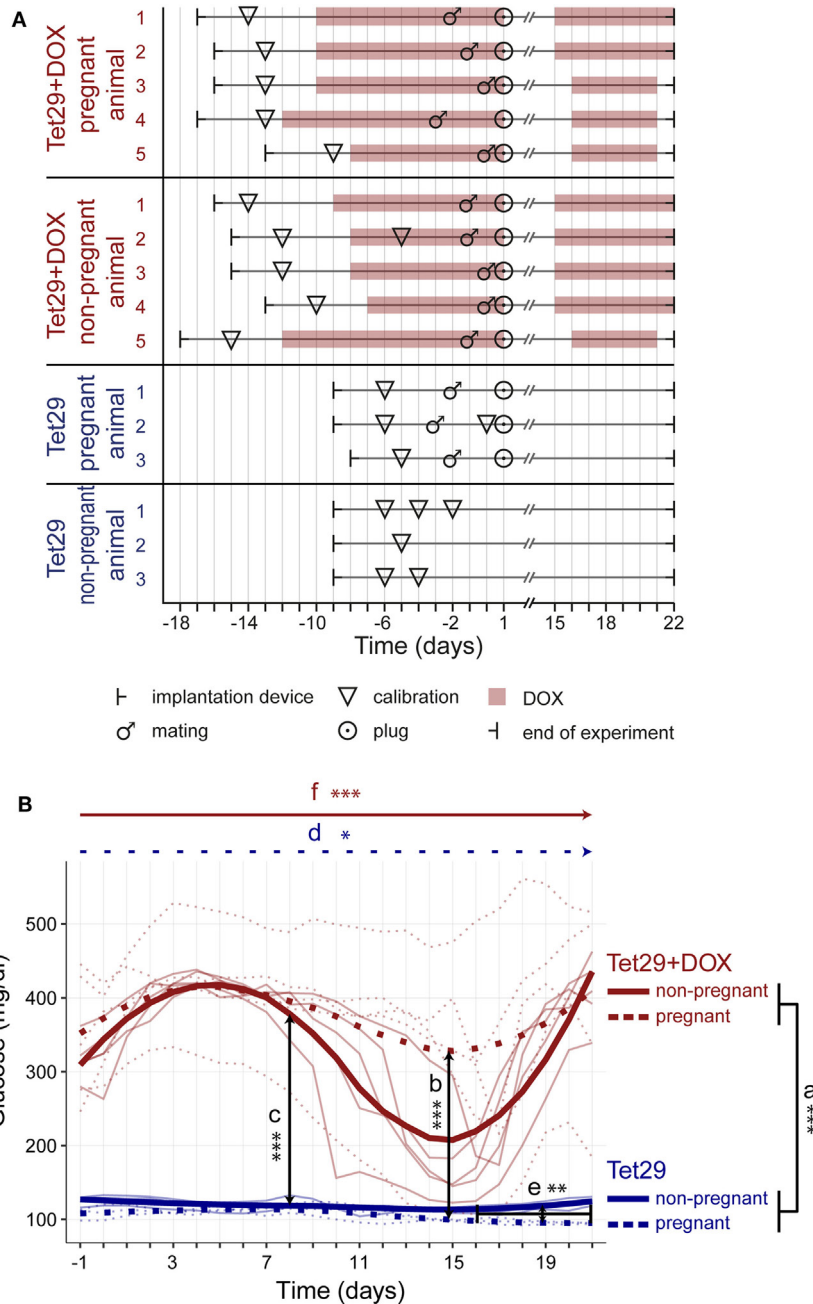 A
Tet29+DOX
pregnant
animal
1
2
3
4
5
Tet29+DOX
non-pregnant
animal
1
2
3
4
5
Tet29
pregnant
animal
1
2
3
Tet29
non-pregnant
animal
1
2
3
-18 -14 -10 -6 -2 1 15 18 22
Time (days)
implantation device calibration DOX
mating plug end of experiment
B
f ***
d *
500
400
300
200
100
Glucose (mg/dl)
c ***
b ***
e **
-1 3 7 11 15 19
Time (days)
Tet29+DOX
non-pregnant
pregnant
Tet29
non-pregnant
pregnant
a ***